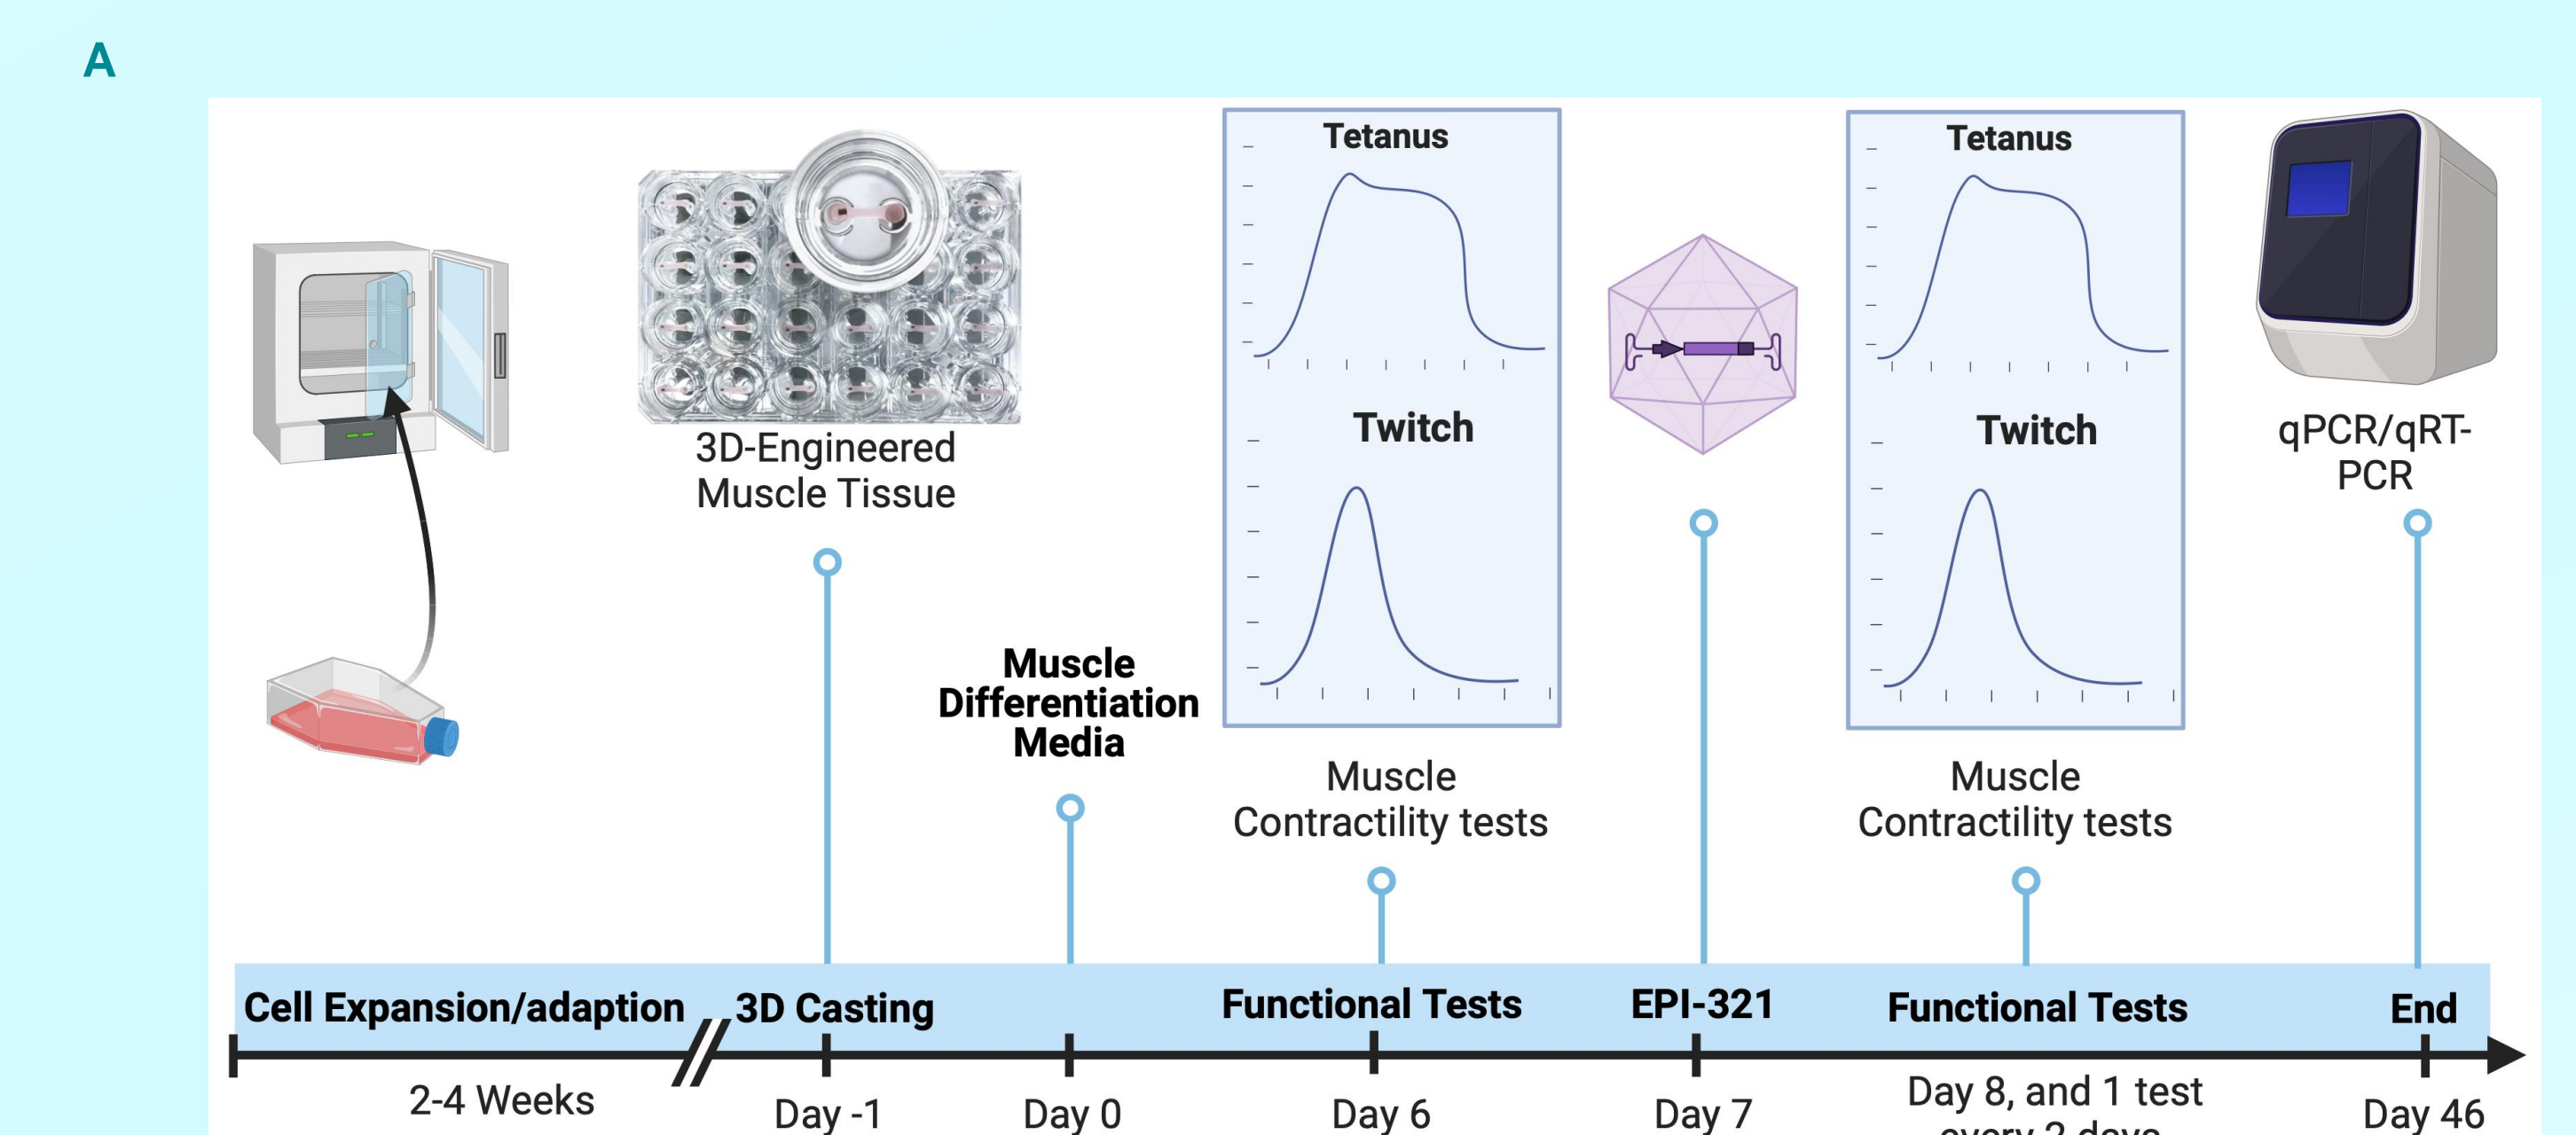 A
Tetanus
Twitch
Tetanus
Twitch
3D-Engineered
Muscle Tissue
qPCR/qRT-
PCR
Muscle
Differentiation
Media
Muscle
Contractility tests
Muscle
Contractility tests
Cell Expansion/adaption
3D Casting
Functional Tests
EPI-321
Functional Tests
End
2-4 Weeks
Day -1
Day 0
Day 6
Day 7
Day 8, and 1 test
Day 46